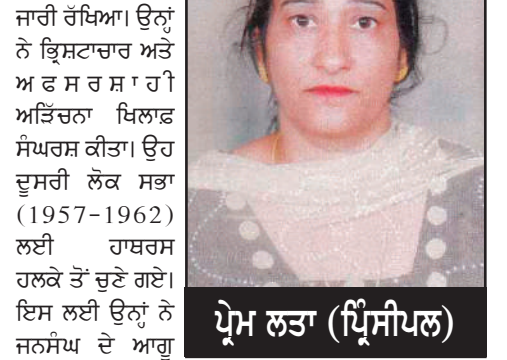 ਜਾਰੀ ਰੱਖਿਆ। ਉਨ੍ਹਾਂ
ਨੇ ਭ੍ਰਿਸ਼ਟਾਚਾਰ ਅਤੇ
ਅਫਸਰਸ਼ਾਹੀ
ਅੜਿੱਚਨਾ ਖਿਲਾਫ਼
ਸੰਘਰਸ਼ ਕੀਤਾ। ਉਹ
ਦੂਸਰੀ ਲੋਕ ਸਭਾ
(1957-1962)
ਲਈ ਹਾਥਰਸ
ਹਲਕੇ ਤੋਂ ਚੁਣੇ ਗਏ।
ਇਸ ਲਈ ਉਨ੍ਹਾਂ ਨੇ
ਜਨਸੰਘ ਦੇ ਆਗੂ
ਪ੍ਰੇਮ ਲਤਾ (ਪ੍ਰਿੰਸੀਪਲ)